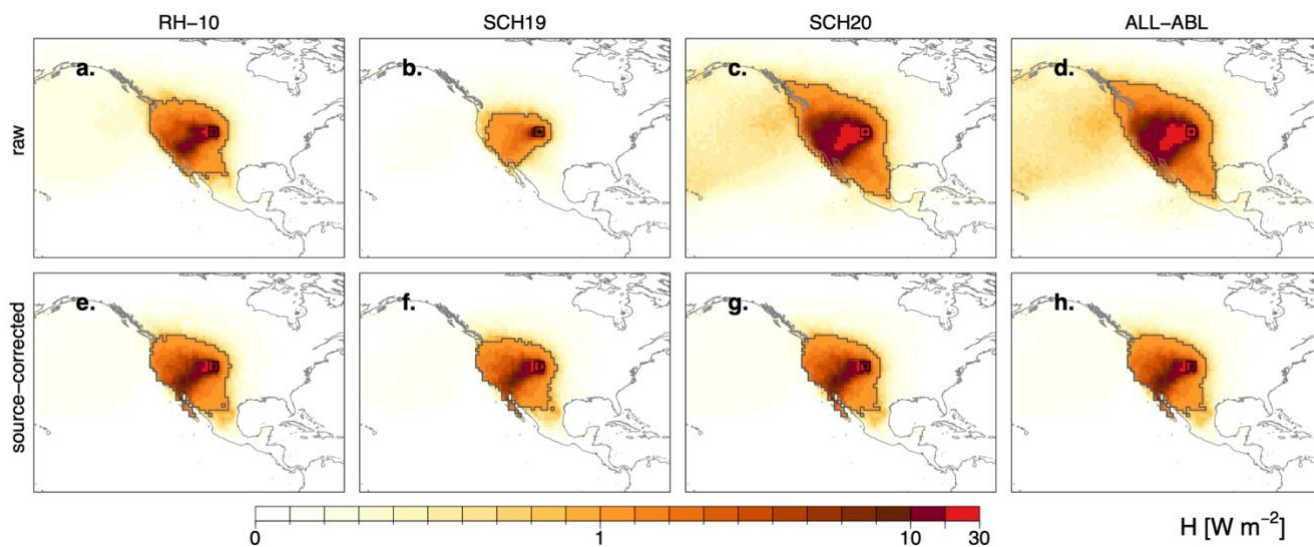 RH−10 SCH19 SCH20 ALL−ABL
raw
a. b. c. d.
source−corrected
e. f. g. h.
0 1 10 30
H [W m−2]